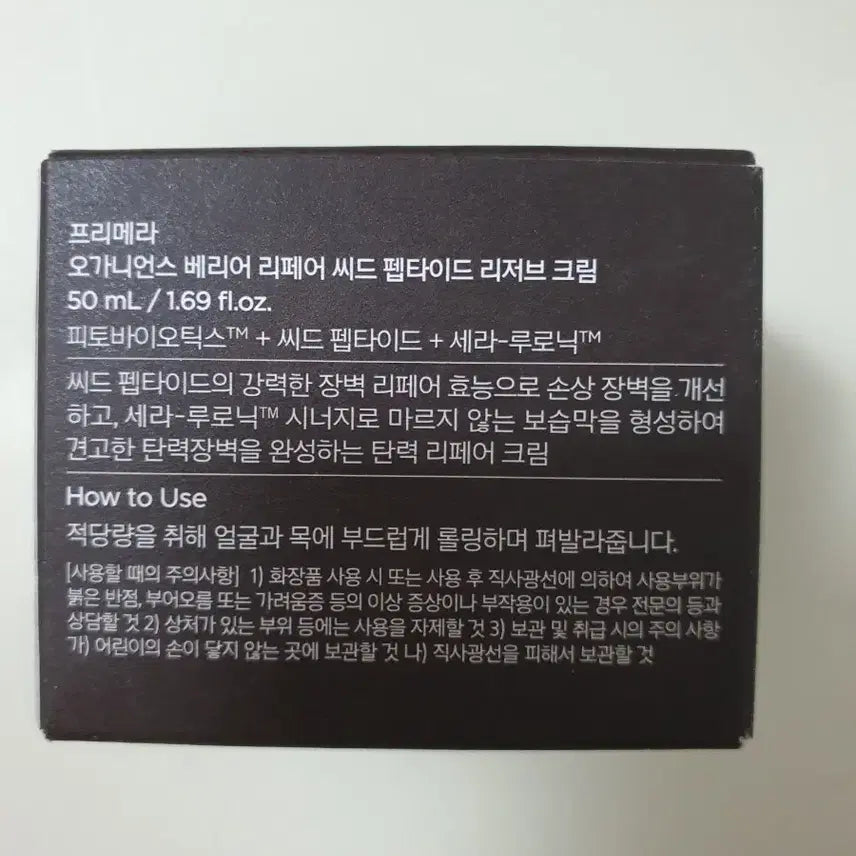 프리메라
오가니언스 베리어 리페어 씨드 펩타이드 리저브 크림
50 mL / 1.69 fl.oz.
피토바이오틱스™ + 씨드 펩타이드 + 세라-루로닉™
씨드 펩타이드의 강력한 장벽 리페어 효능으로 손상 장벽을 개선
하고, 세라-루로닉™ 시너지로 마르지 않는 보습막을 형성하여
견고한 탄력장벽을 완성하는 탄력 리페어 크림
How to Use
적당량을 취해 얼굴과 목에 부드럽게 롤링하며 펴발라줍니다.
[사용할 때의 주의사항] 1) 화장품 사용 시 또는 사용 후 직사광선에 의하여 사용부위가
붉은 반점, 부어오름 또는 가려움증 등의 이상 증상이나 부작용이 있는 경우 전문의 등과
상담할 것 2) 상처가 있는 부위 등에는 사용을 자제할 것 3) 보관 및 취급 시의 주의 사항
가) 어린이의 손이 닿지 않는 곳에 보관할 것 나) 직사광선을 피해서 보관할 것